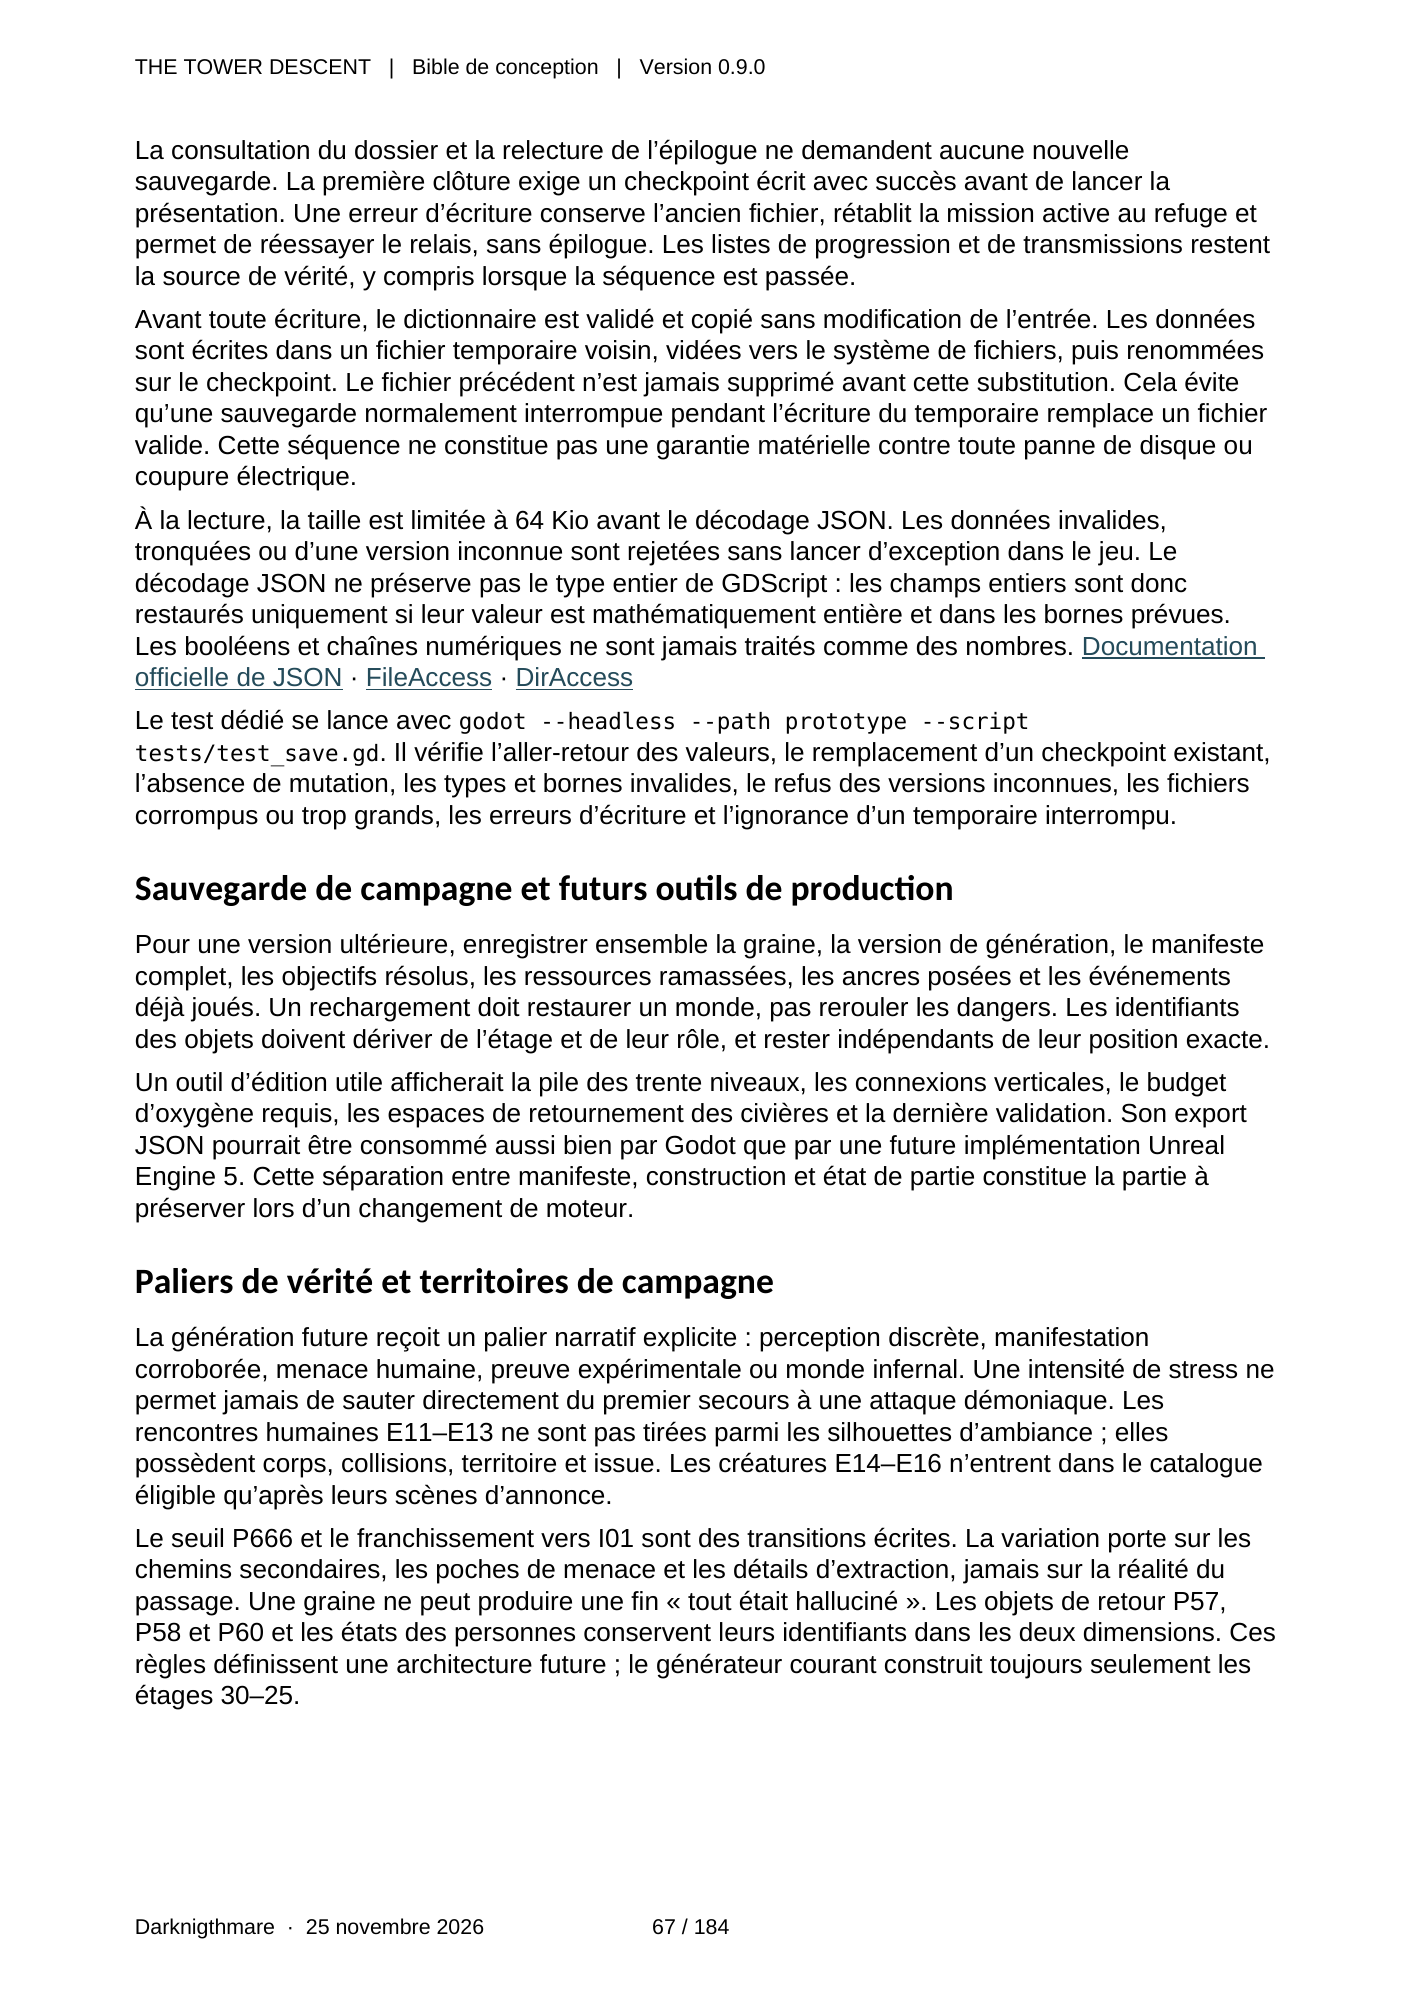 THE TOWER DESCENT | Bible de conception | Version 0.9.0
La consultation du dossier et la relecture de l’épilogue ne demandent aucune nouvelle
sauvegarde. La première clôture exige un checkpoint écrit avec succès avant de lancer la
présentation. Une erreur d’écriture conserve l’ancien fichier, rétablit la mission active au refuge et
permet de réessayer le relais, sans épilogue. Les listes de progression et de transmissions restent
la source de vérité, y compris lorsque la séquence est passée.
Avant toute écriture, le dictionnaire est validé et copié sans modification de l’entrée. Les données
sont écrites dans un fichier temporaire voisin, vidées vers le système de fichiers, puis renommées
sur le checkpoint. Le fichier précédent n’est jamais supprimé avant cette substitution. Cela évite
qu’une sauvegarde normalement interrompue pendant l’écriture du temporaire remplace un fichier
valide. Cette séquence ne constitue pas une garantie matérielle contre toute panne de disque ou
coupure électrique.
À la lecture, la taille est limitée à 64 Kio avant le décodage JSON. Les données invalides,
tronquées ou d’une version inconnue sont rejetées sans lancer d’exception dans le jeu. Le
décodage JSON ne préserve pas le type entier de GDScript : les champs entiers sont donc
restaurés uniquement si leur valeur est mathématiquement entière et dans les bornes prévues.
Les booléens et chaînes numériques ne sont jamais traités comme des nombres. Documentation
officielle de JSON · FileAccess · DirAccess
Le test dédié se lance avec godot --headless --path prototype --script
tests/test_save.gd. Il vérifie l’aller-retour des valeurs, le remplacement d’un checkpoint existant,
l’absence de mutation, les types et bornes invalides, le refus des versions inconnues, les fichiers
corrompus ou trop grands, les erreurs d’écriture et l’ignorance d’un temporaire interrompu.
Sauvegarde de campagne et futurs outils de production
Pour une version ultérieure, enregistrer ensemble la graine, la version de génération, le manifeste
complet, les objectifs résolus, les ressources ramassées, les ancres posées et les événements
déjà joués. Un rechargement doit restaurer un monde, pas rerouler les dangers. Les identifiants
des objets doivent dériver de l’étage et de leur rôle, et rester indépendants de leur position exacte.
Un outil d’édition utile afficherait la pile des trente niveaux, les connexions verticales, le budget
d’oxygène requis, les espaces de retournement des civières et la dernière validation. Son export
JSON pourrait être consommé aussi bien par Godot que par une future implémentation Unreal
Engine 5. Cette séparation entre manifeste, construction et état de partie constitue la partie à
préserver lors d’un changement de moteur.
Paliers de vérité et territoires de campagne
La génération future reçoit un palier narratif explicite : perception discrète, manifestation
corroborée, menace humaine, preuve expérimentale ou monde infernal. Une intensité de stress ne
permet jamais de sauter directement du premier secours à une attaque démoniaque. Les
rencontres humaines E11–E13 ne sont pas tirées parmi les silhouettes d’ambiance ; elles
possèdent corps, collisions, territoire et issue. Les créatures E14–E16 n’entrent dans le catalogue
éligible qu’après leurs scènes d’annonce.
Le seuil P666 et le franchissement vers I01 sont des transitions écrites. La variation porte sur les
chemins secondaires, les poches de menace et les détails d’extraction, jamais sur la réalité du
passage. Une graine ne peut produire une fin « tout était halluciné ». Les objets de retour P57,
P58 et P60 et les états des personnes conservent leurs identifiants dans les deux dimensions. Ces
règles définissent une architecture future ; le générateur courant construit toujours seulement les
étages 30–25.
Darknigthmare · 25 novembre 2026 67 / 184